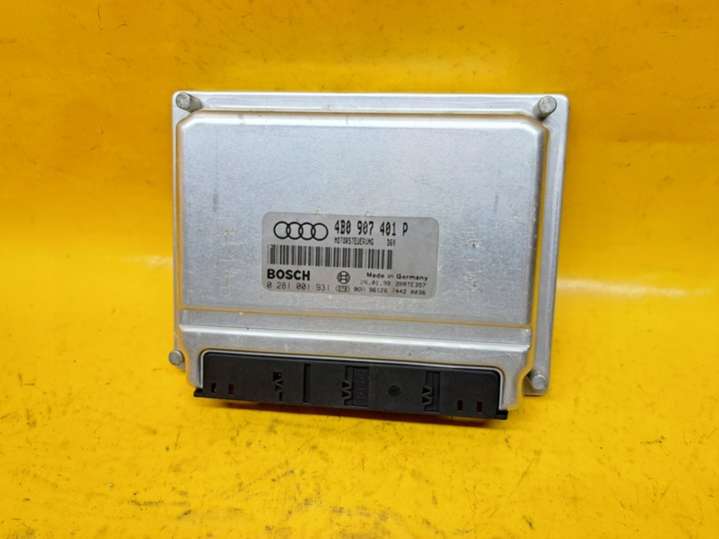 4B0 907 401 P
MOTORSTEUERUNG
BOSCH
Made in Germany
0 281 001 931